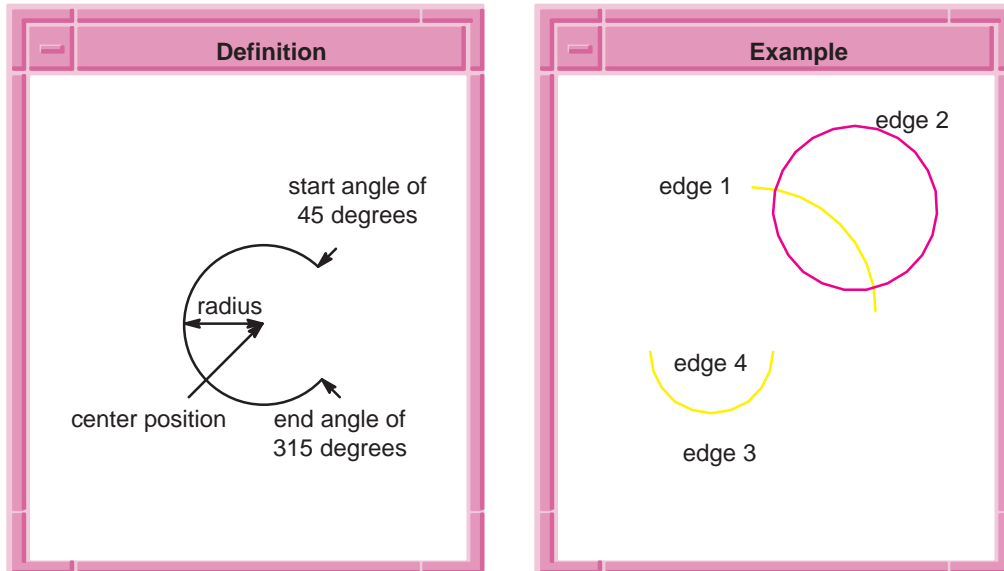 Definition
start angle of
45 degrees
radius
center position
end angle of
315 degrees
Example
edge 2
edge 1
edge 4
edge 3